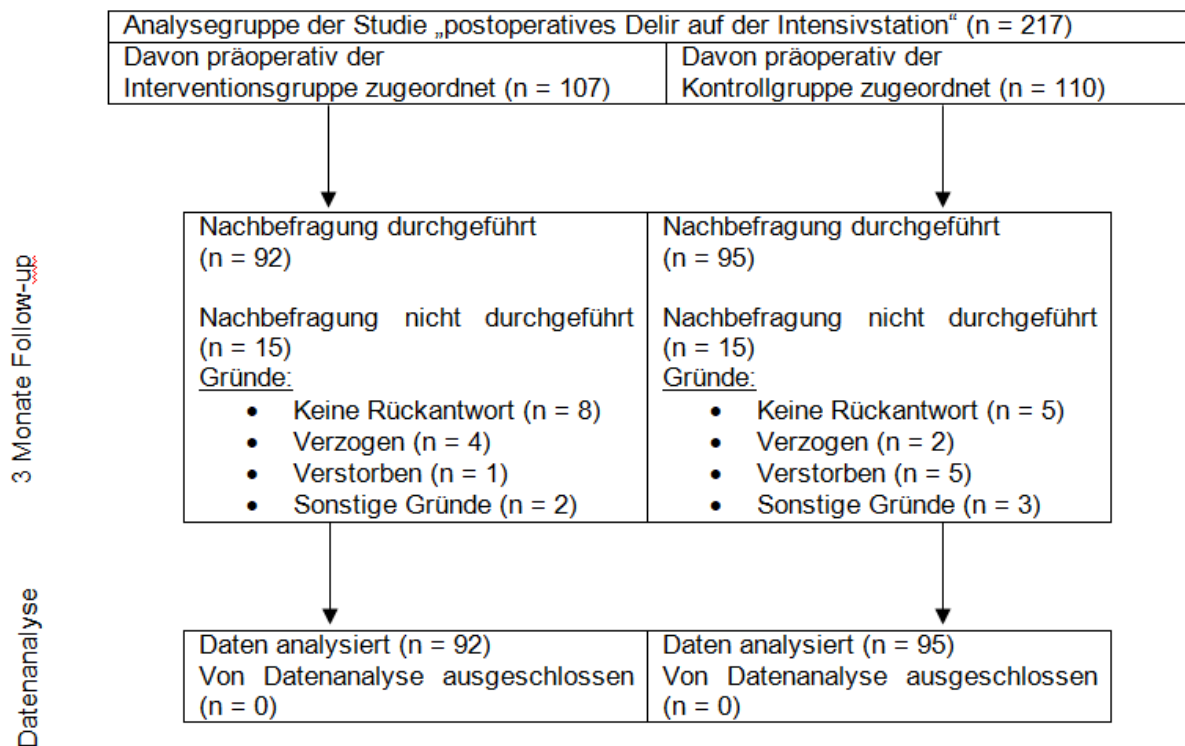 Analysegruppe der Studie „postoperatives Delir auf der Intensivstation“ (n = 217)
Davon präoperativ der
Interventionsgruppe zugeordnet (n = 107)
Davon präoperativ der
Kontrollgruppe zugeordnet (n = 110)
3 Monate Follow-up
Nachbefragung durchgeführt
(n = 92)
Nachbefragung nicht durchgeführt
(n = 15)
Gründe:
• Keine Rückantwort (n = 8)
• Verzogen (n = 4)
• Verstorben (n = 1)
• Sonstige Gründe (n = 2)
Nachbefragung durchgeführt
(n = 95)
Nachbefragung nicht durchgeführt
(n = 15)
Gründe:
• Keine Rückantwort (n = 5)
• Verzogen (n = 2)
• Verstorben (n = 5)
• Sonstige Gründe (n = 3)
Datenanalyse
Daten analysiert (n = 92)
Von Datenanalyse ausgeschlossen
(n = 0)
Daten analysiert (n = 95)
Von Datenanalyse ausgeschlossen
(n = 0)